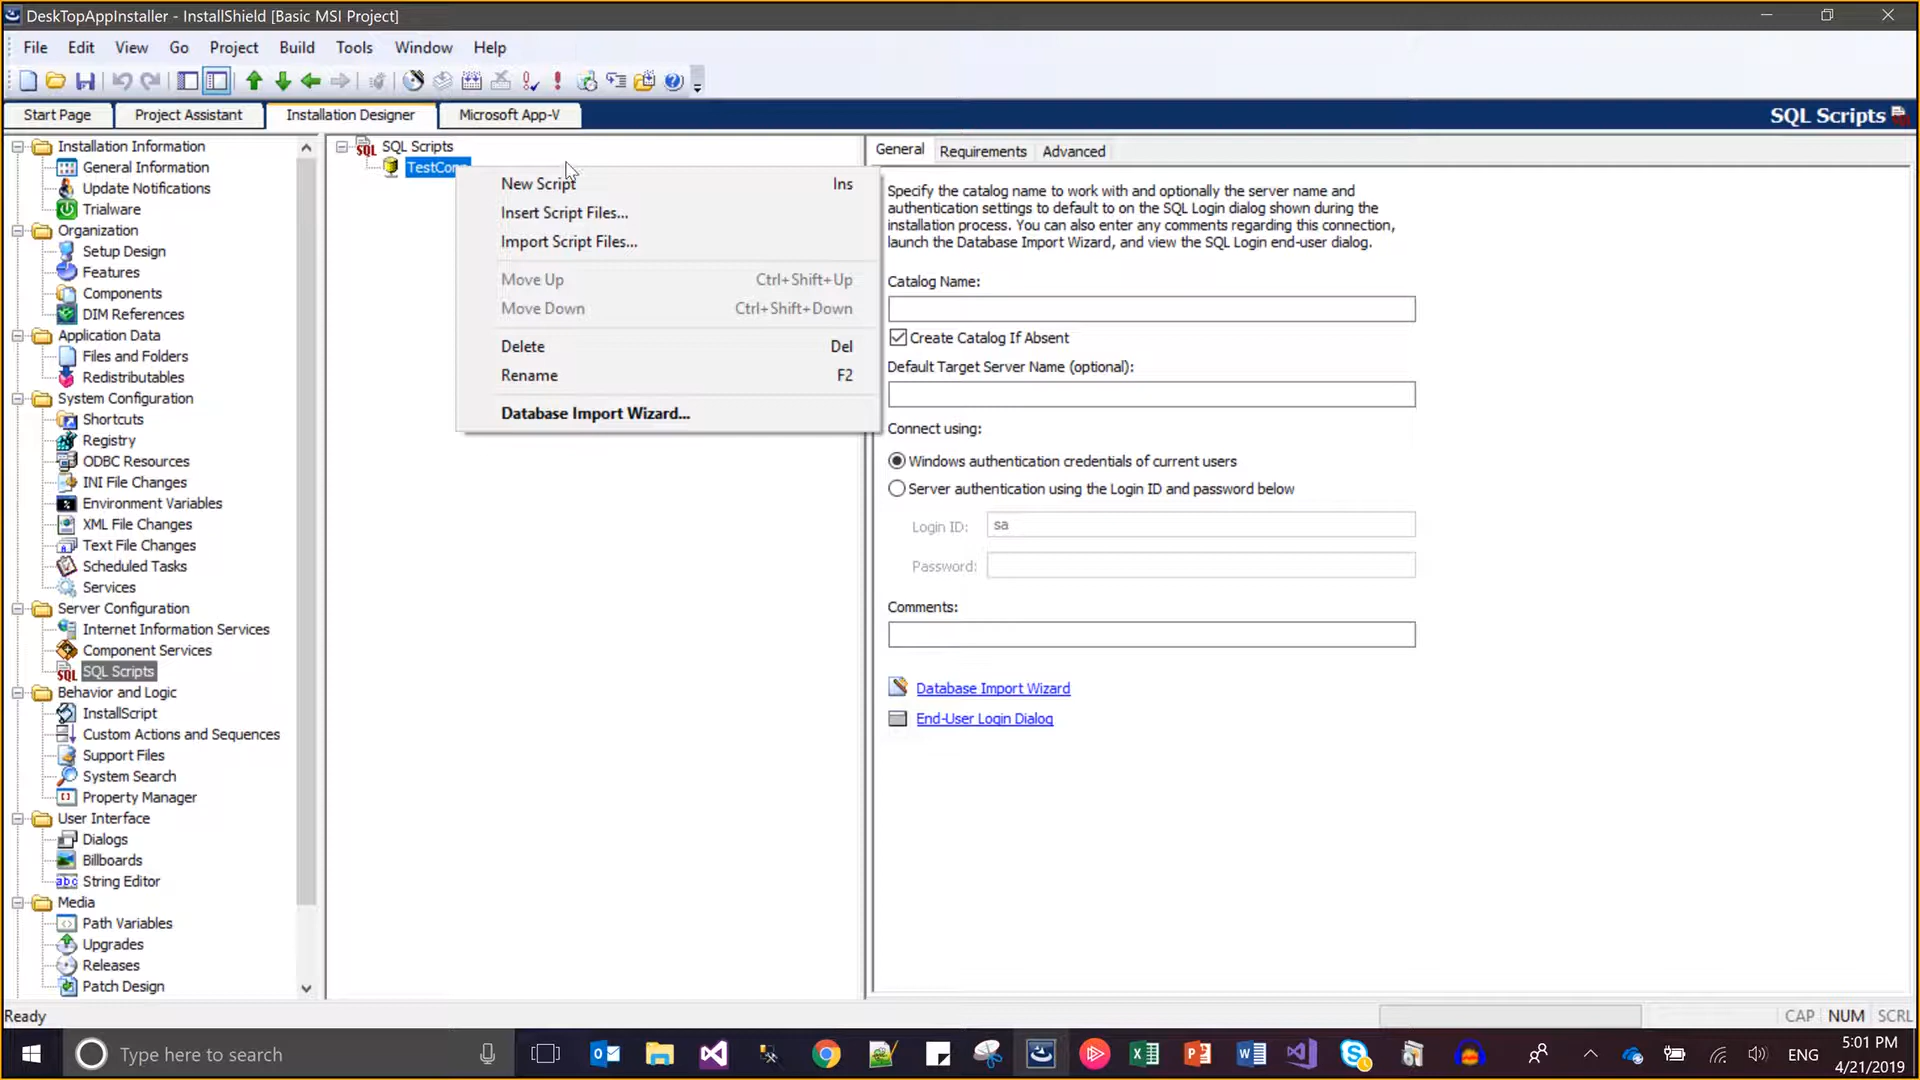 DeskTopAppInstaller - InstallShield [Basic MSI Project]
File Edit View Go Project Build Tools Window Help
Start Page Project Assistant Installation Designer Microsoft App-V SQL Scripts
Installation Information
General Information
Update Notifications
Trialware
Organization
Setup Design
Features
Components
DIM References
Application Data
Files and Folders
Redistributables
System Configuration
Shortcuts
Registry
ODBC Resources
INI File Changes
Environment Variables
XML File Changes
Text File Changes
Scheduled Tasks
Services
Server Configuration
Internet Information Services
Component Services
SQL Scripts
Behavior and Logic
InstallScript
Custom Actions and Sequences
Support Files
System Search
Property Manager
User Interface
Dialogs
Billboards
String Editor
Media
Path Variables
Upgrades
Releases
Patch Design
SQL Scripts
New Script Ins
Insert Script Files...
Import Script Files...
Move Up Ctrl+Shift+Up
Move Down Ctrl+Shift+Down
Delete Del
Rename F2
Database Import Wizard...
General Requirements Advanced
Specify the catalog name to work with and optionally the server name and
authentication settings to default to on the SQL Login dialog shown during the
installation process. You can also enter any comments regarding this connection,
launch the Database Import Wizard, and view the SQL Login end-user dialog.
Catalog Name:
Create Catalog If Absent
Default Target Server Name (optional):
Connect using:
Windows authentication credentials of current users
Server authentication using the Login ID and password below
Login ID: sa
Password:
Comments:
Database Import Wizard
End-User Login Dialog
Ready CAP NUM SCRL
Type here to search
ENG
5:01 PM
4/21/2019